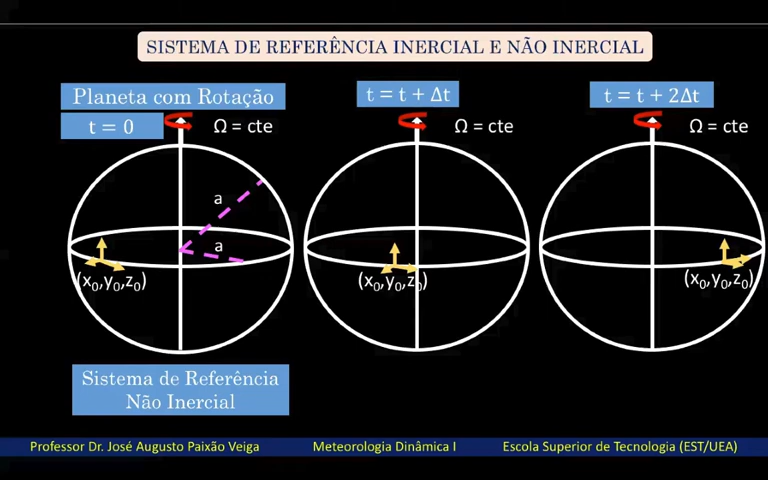 SISTEMA DE REFERÊNCIA INERCIAL E NÃO INERCIAL
Planeta com Rotação
t = 0
Ω = cte
a
a
(x₀,y₀,z₀)
Sistema de Referência
Não Inercial
t = t + Δt
Ω = cte
(x₀,y₀,z₀)
t = t + 2Δt
Ω = cte
(x₀,y₀,z₀)
Professor Dr. José Augusto Paixão Veiga
Meteorologia Dinâmica I
Escola Superior de Tecnologia (EST/UEA)